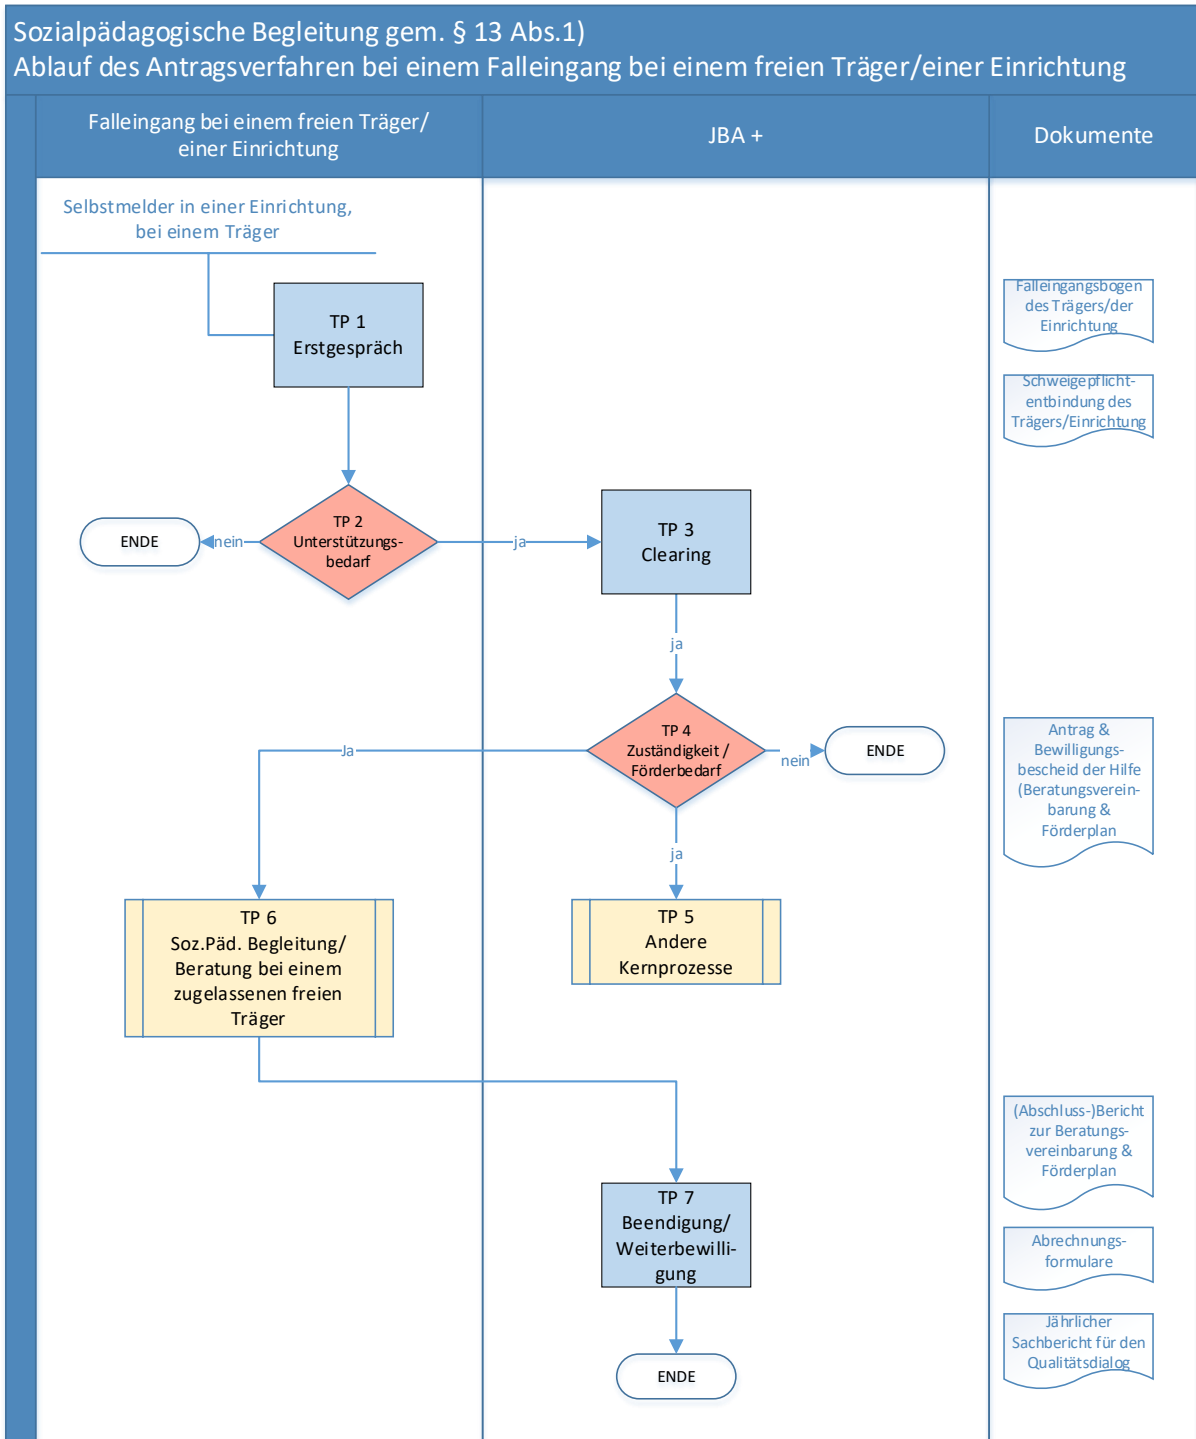 Sozialpädagogische Begleitung gem. § 13 Abs.1)
Ablauf des Antragsverfahren bei einem Falleingang bei einem freien Träger/einer Einrichtung
Falleingang bei einem freien Träger/
einer Einrichtung
JBA +
Dokumente
Selbstmelder in einer Einrichtung,
bei einem Träger
TP 1
Erstgespräch
Falleingangsbogen
des Trägers/der
Einrichtung
Schweigepflicht-
entbindung des
Trägers/Einrichtung
ENDE
nein
TP 2
Unterstützungs-
bedarf
ja
TP 3
Clearing
ja
TP 4
Zuständigkeit /
Förderbedarf
Ja
nein
ENDE
ja
Antrag &
Bewilligungs-
bescheid der Hilfe
(Beratungsverein-
barung &
Förderplan
TP 6
Soz.Päd. Begleitung/
Beratung bei einem
zugelassenen freien
Träger
TP 5
Andere
Kernprozesse
(Abschluss-)Bericht
zur Beratungs-
vereinbarung &
Förderplan
TP 7
Beendigung/
Weiterbewilli-
gung
Abrechnungs-
formulare
Jährlicher
Sachbericht für den
Qualitätsdialog
ENDE